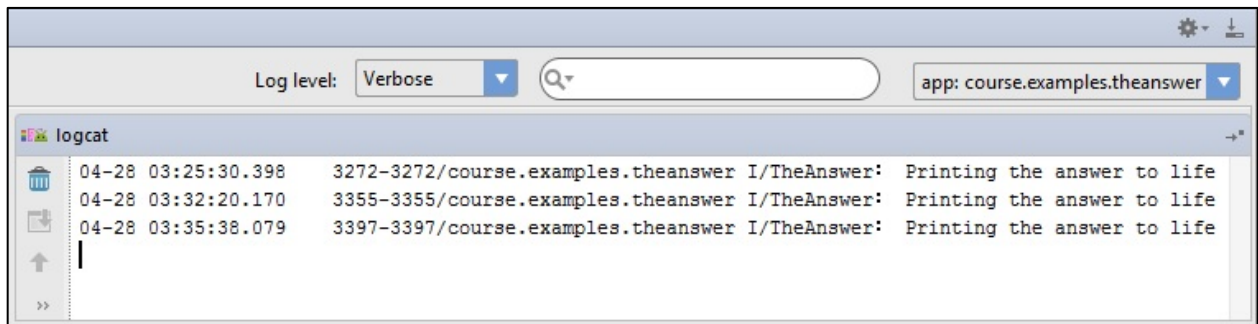 Log level: Verbose app: course.examples.theanswer
logcat
04-28 03:25:30.398 3272-3272/course.examples.theanswer I/TheAnswer: Printing the answer to life
04-28 03:32:20.170 3355-3355/course.examples.theanswer I/TheAnswer: Printing the answer to life
04-28 03:35:38.079 3397-3397/course.examples.theanswer I/TheAnswer: Printing the answer to life